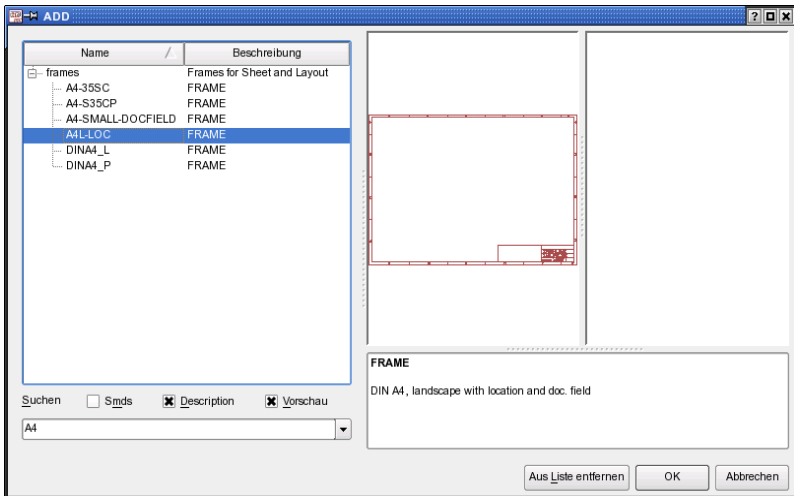 ADD
Name / Beschreibung
frames Frames for Sheet and Layout
A4-35SC FRAME
A4-S35CP FRAME
A4-SMALL-DOCFIELD FRAME
A4L-LOC FRAME
DINA4_L FRAME
DINA4_P FRAME
Suchen Smds Description Vorschau
A4
FRAME
DIN A4, landscape with location and doc. field
Aus Liste entfernen OK Abbrechen